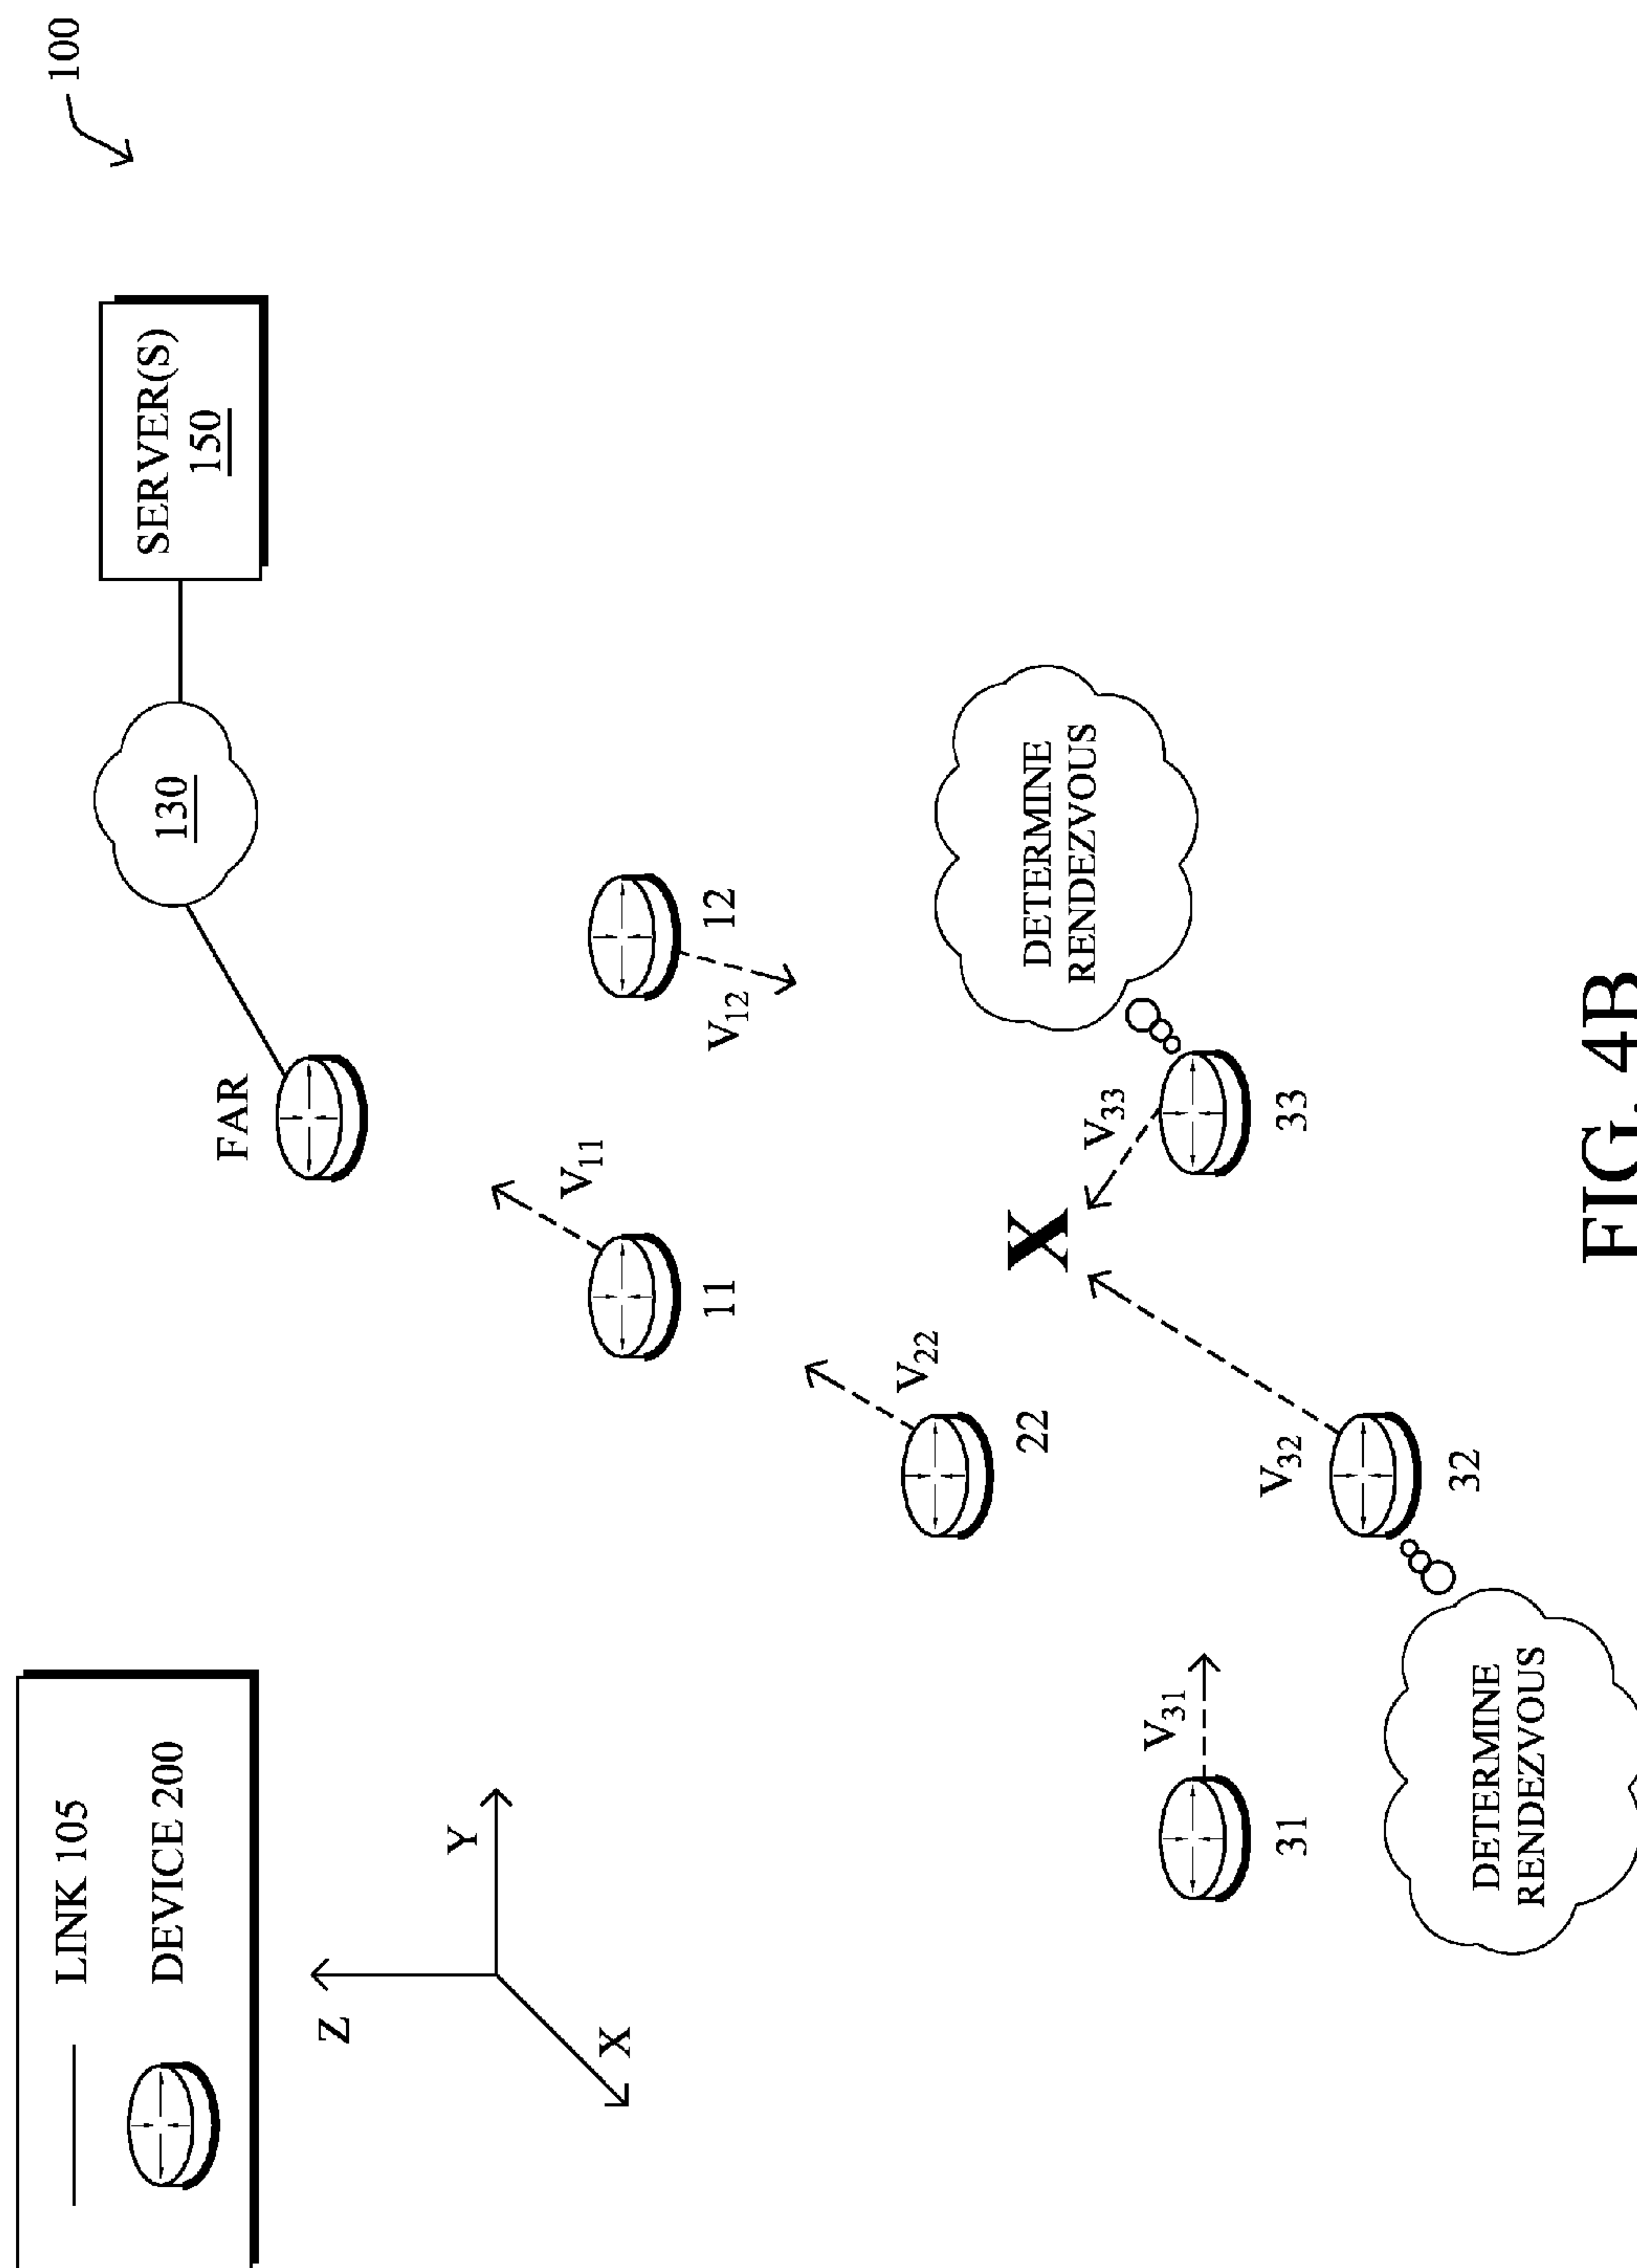 100
LINK 105
DEVICE 200
SERVER(S)
150
130
FAR
Z
Y
X
V11
11
V12
12
V22
22
X
DETERMINE
RENDEZVOUS
V33
33
V31
31
V32
32
DETERMINE
RENDEZVOUS
FIG. 4B